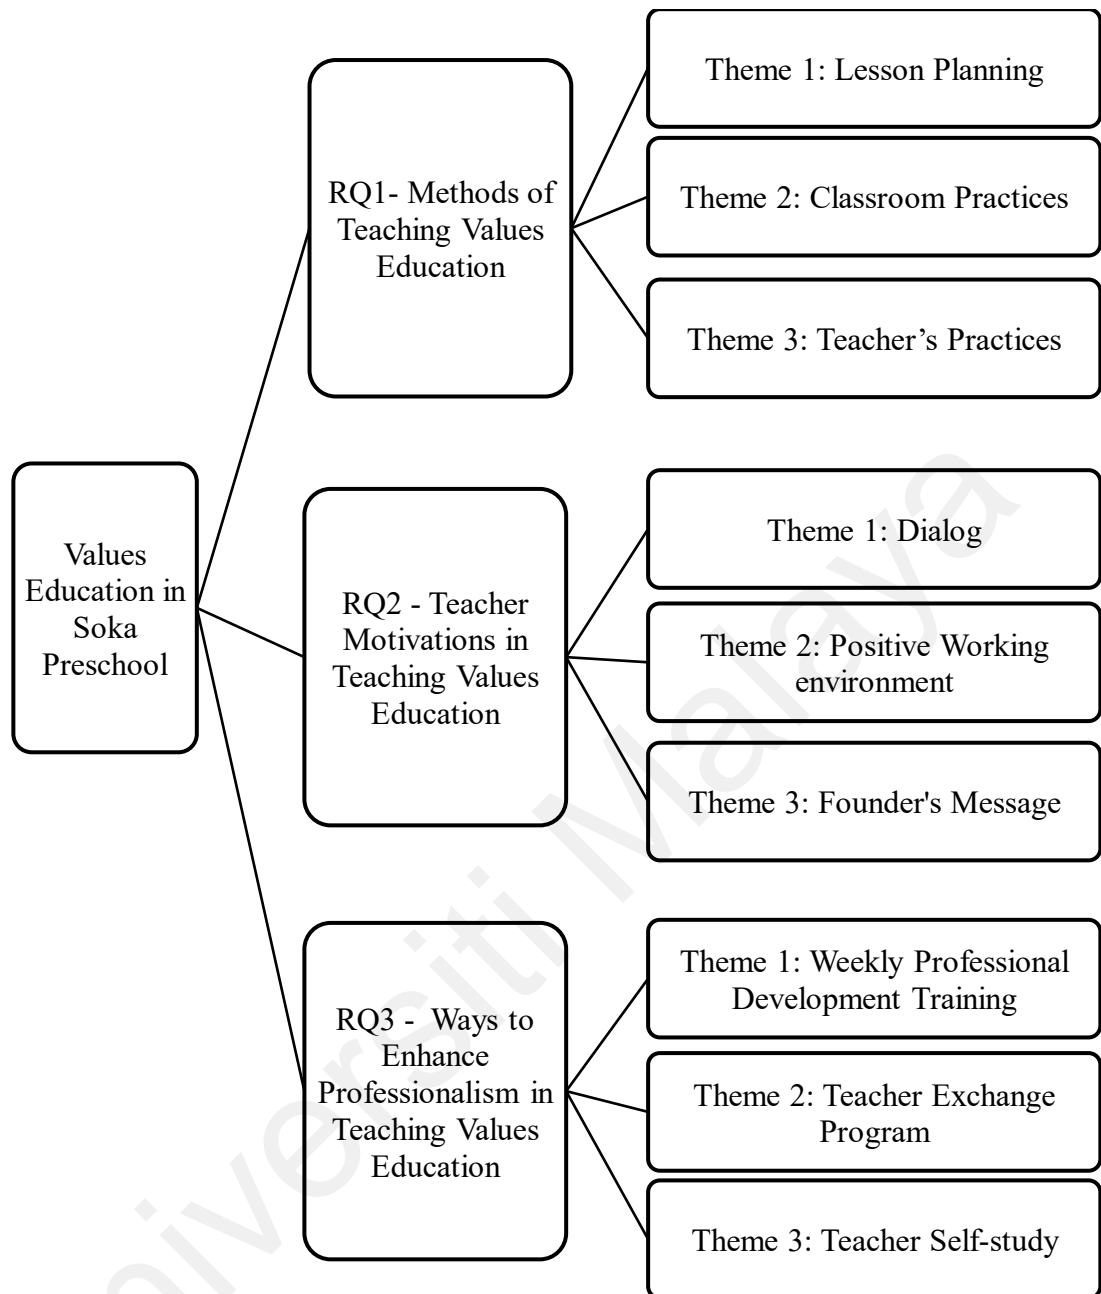 Values
Education in
Soka
Preschool
RQ1- Methods of
Teaching Values
Education
Theme 1: Lesson Planning
Theme 2: Classroom Practices
Theme 3: Teacher’s Practices
RQ2 - Teacher
Motivations in
Teaching Values
Education
Theme 1: Dialog
Theme 2: Positive Working
environment
Theme 3: Founder's Message
RQ3 - Ways to
Enhance
Professionalism in
Teaching Values
Education
Theme 1: Weekly Professional
Development Training
Theme 2: Teacher Exchange
Program
Theme 3: Teacher Self-study
niversiti Malaya